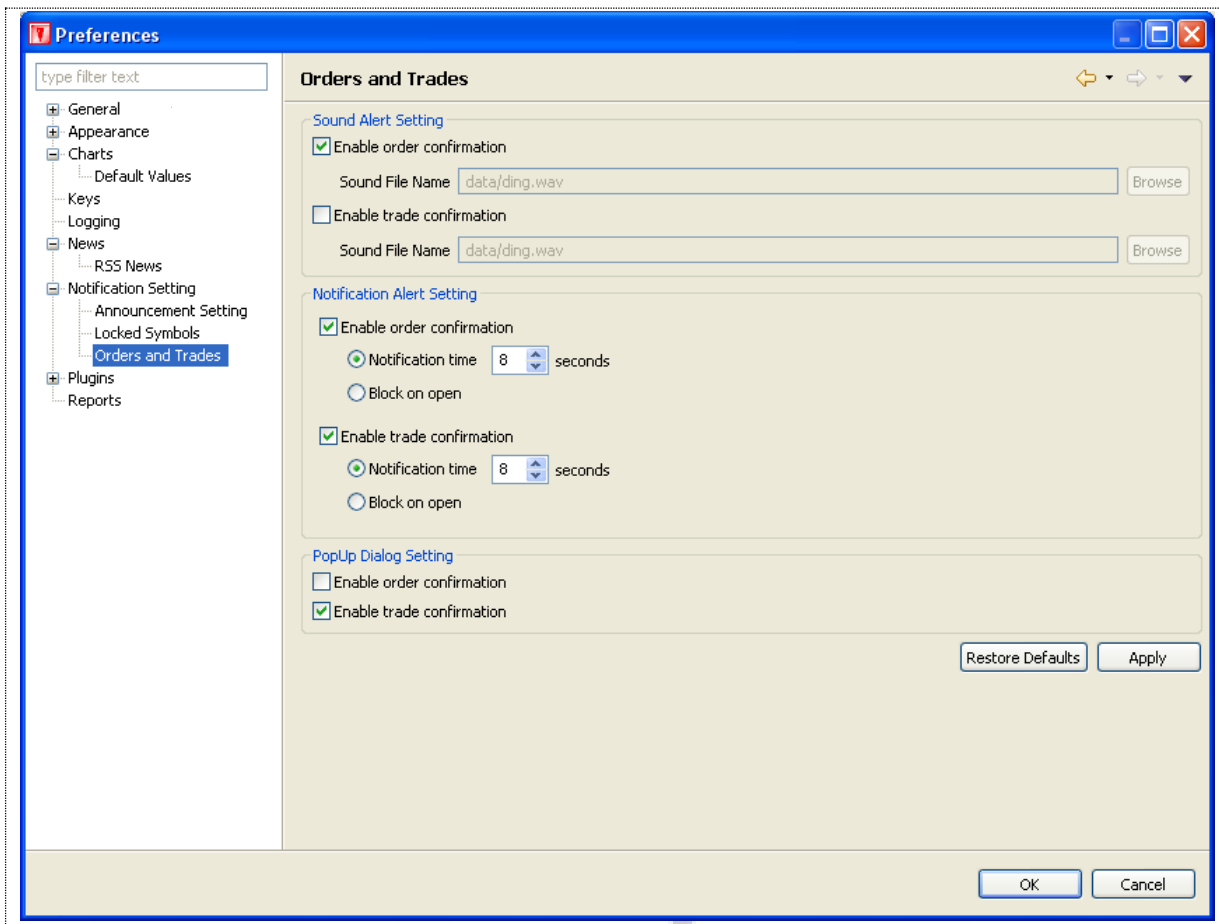 Preferences
type filter text
General
Appearance
Charts
Default Values
Keys
Logging
News
RSS News
Notification Setting
Announcement Setting
Locked Symbols
Orders and Trades
Plugins
Reports
Orders and Trades
Sound Alert Setting
Enable order confirmation
Sound File Name data/ding.wav Browse
Enable trade confirmation
Sound File Name data/ding.wav Browse
Notification Alert Setting
Enable order confirmation
Notification time 8 seconds
Block on open
Enable trade confirmation
Notification time 8 seconds
Block on open
PopUp Dialog Setting
Enable order confirmation
Enable trade confirmation
Restore Defaults Apply
OK Cancel